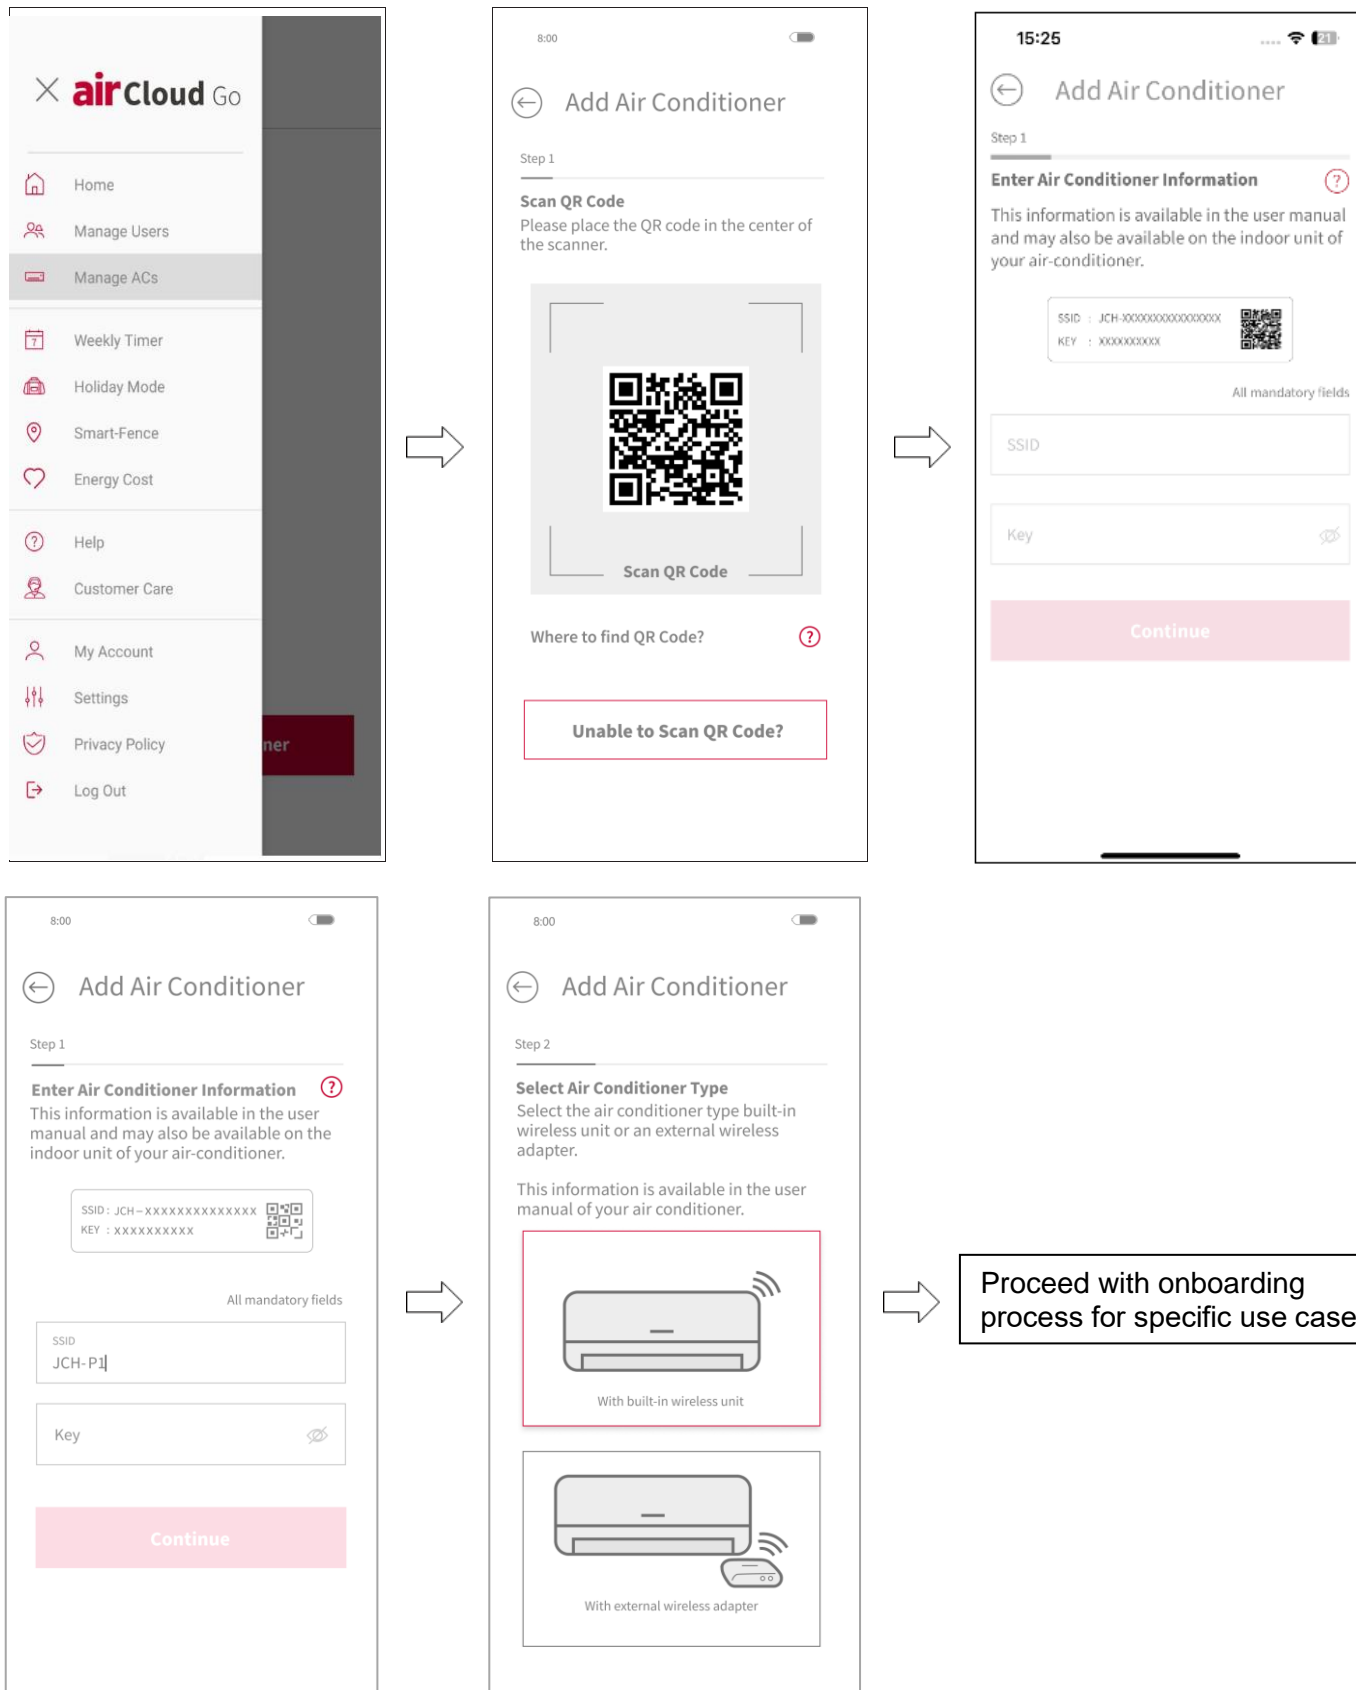 airCloud Go
Home
Manage Users
Manage ACs
7
Weekly Timer
Holiday Mode
Smart-Fence
Energy Cost
? Help
Customer Care
My Account
Settings
Privacy Policy
ner
Log Out
8:00
Add Air Conditioner
Step 1
Scan QR Code
Please place the QR code in the center of
the scanner.
Scan QR Code
Where to find QR Code? ?
Unable to Scan QR Code?
15:25
21
Add Air Conditioner
Step 1
Enter Air Conditioner Information ?
This information is available in the user manual
and may also be available on the indoor unit of
your air-conditioner.
SSID : JCH-XXXXXXXXXXXXXXX
KEY : XXXXXXXXXX
All mandatory fields
SSID
Key
Continue
8:00
Add Air Conditioner
Step 1
Enter Air Conditioner Information ?
This information is available in the user
manual and may also be available on the
indoor unit of your air-conditioner.
SSID : JCH-XXXXXXXXXXXXXX
KEY : XXXXXXXXXX
All mandatory fields
SSID
JCH-P1
Key
Continue
8:00
Add Air Conditioner
Step 2
Select Air Conditioner Type
Select the air conditioner type built-in
wireless unit or an external wireless
adapter.
This information is available in the user
manual of your air conditioner.
With built-in wireless unit
With external wireless adapter
Proceed with onboarding
process for specific use case